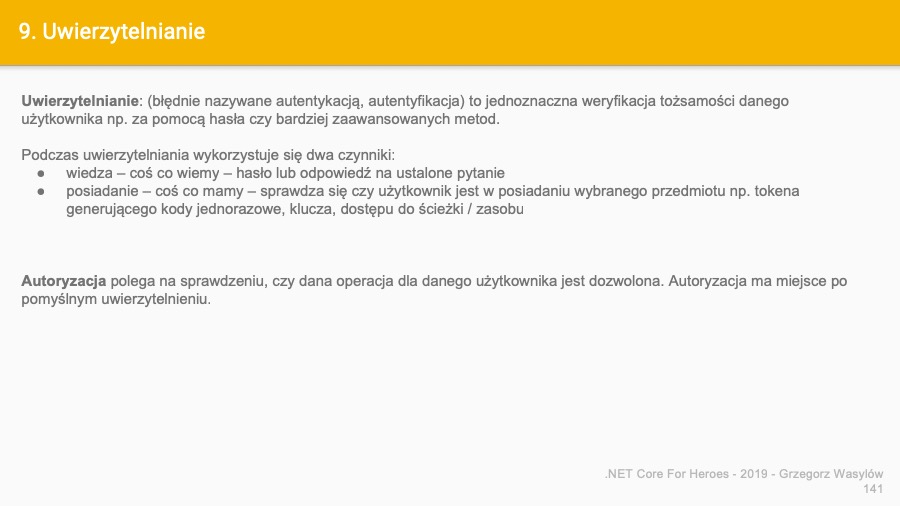 9. Uwierzytelnianie
Uwierzytelnianie: (błędnie nazywane autentykacją, autentyfikacja) to jednoznaczna weryfikacja tożsamości danego
użytkownika np. za pomocą hasła czy bardziej zaawansowanych metod.
Podczas uwierzytelniania wykorzystuje się dwa czynniki:
● wiedza – coś co wiemy – hasło lub odpowiedź na ustalone pytanie
● posiadanie – coś co mamy – sprawdza się czy użytkownik jest w posiadaniu wybranego przedmiotu np. tokena
generującego kody jednorazowe, klucza, dostępu do ścieżki / zasobu
Autoryzacja polega na sprawdzeniu, czy dana operacja dla danego użytkownika jest dozwolona. Autoryzacja ma miejsce po
pomyślnym uwierzytelnieniu.
.NET Core For Heroes - 2019 - Grzegorz Wasylów
141